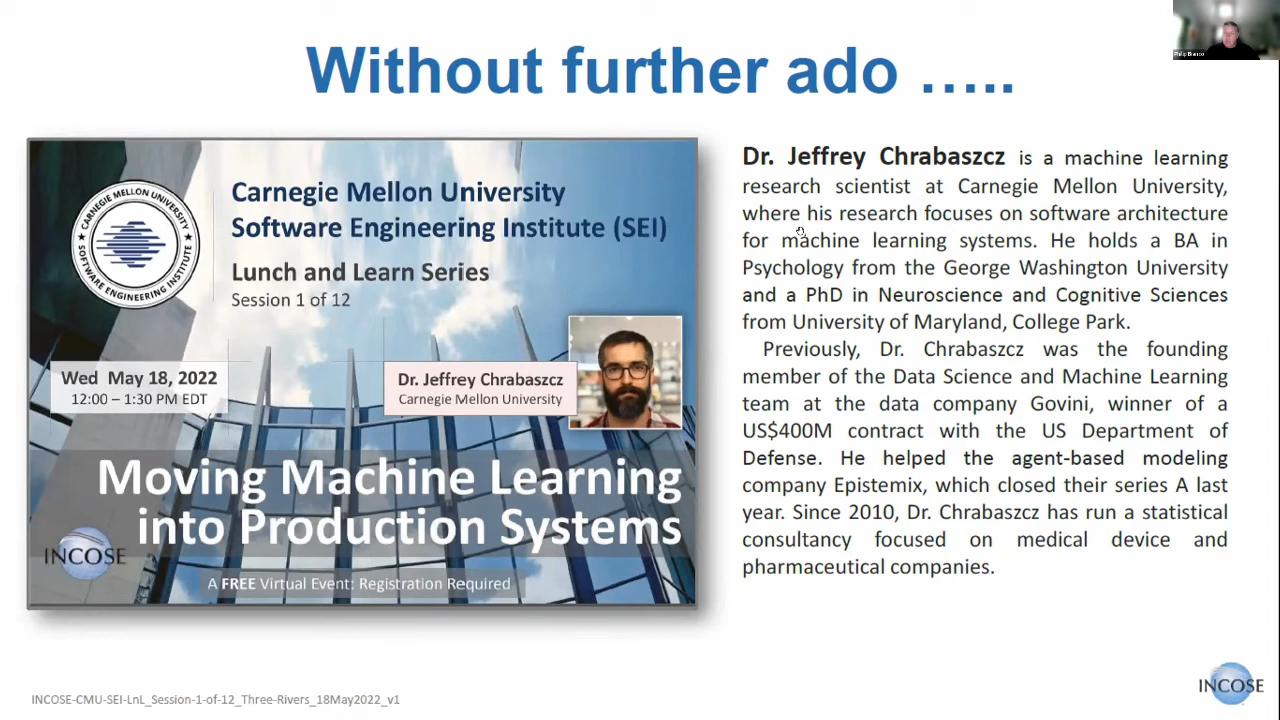 Without further ado …..
Philip Bianco
CARNEGIE MELLON UNIVERSITY
SOFTWARE ENGINEERING INSTITUTE
Carnegie Mellon University
Software Engineering Institute (SEI)
Lunch and Learn Series
Session 1 of 12
Wed May 18, 2022
12:00 – 1:30 PM EDT
Dr. Jeffrey Chrabaszcz
Carnegie Mellon University
Moving Machine Learning
into Production Systems
INCOSE
A FREE Virtual Event: Registration Required
Dr. Jeffrey Chrabaszcz is a machine learning
research scientist at Carnegie Mellon University,
where his research focuses on software architecture
for machine learning systems. He holds a BA in
Psychology from the George Washington University
and a PhD in Neuroscience and Cognitive Sciences
from University of Maryland, College Park.
Previously, Dr. Chrabaszcz was the founding
member of the Data Science and Machine Learning
team at the data company Govini, winner of a
US$400M contract with the US Department of
Defense. He helped the agent-based modeling
company Epistemix, which closed their series A last
year. Since 2010, Dr. Chrabaszcz has run a statistical
consultancy focused on medical device and
pharmaceutical companies.
INCOSE-CMU-SEI-LnL_Session-1-of-12_Three-Rivers_18May2022_v1
INCOSE